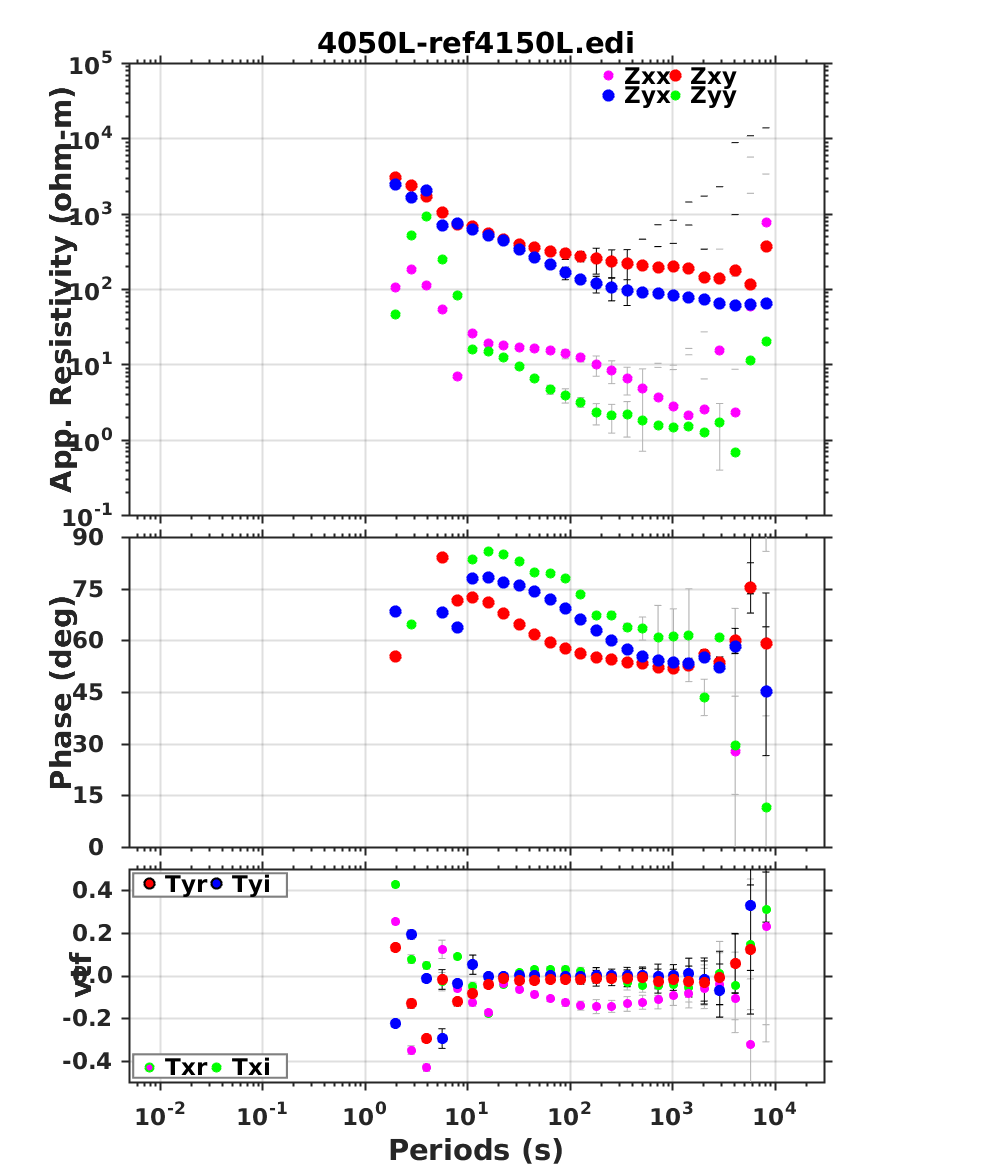 4050L-ref4150L.edi
Zxx Zxy
Zyx Zyy
App. Resistiyity (ohm-m)
10^5
10^4
10^3
10^2
10^1
10^0
10^-1
Phase (deg)
90
75
60
45
30
15
0
Tyr Tyi
vtf
0.4
0.2
0.0
-0.2
-0.4
Txr Txi
10^-2 10^-1 10^0 10^1 10^2 10^3 10^4
Periods (s)